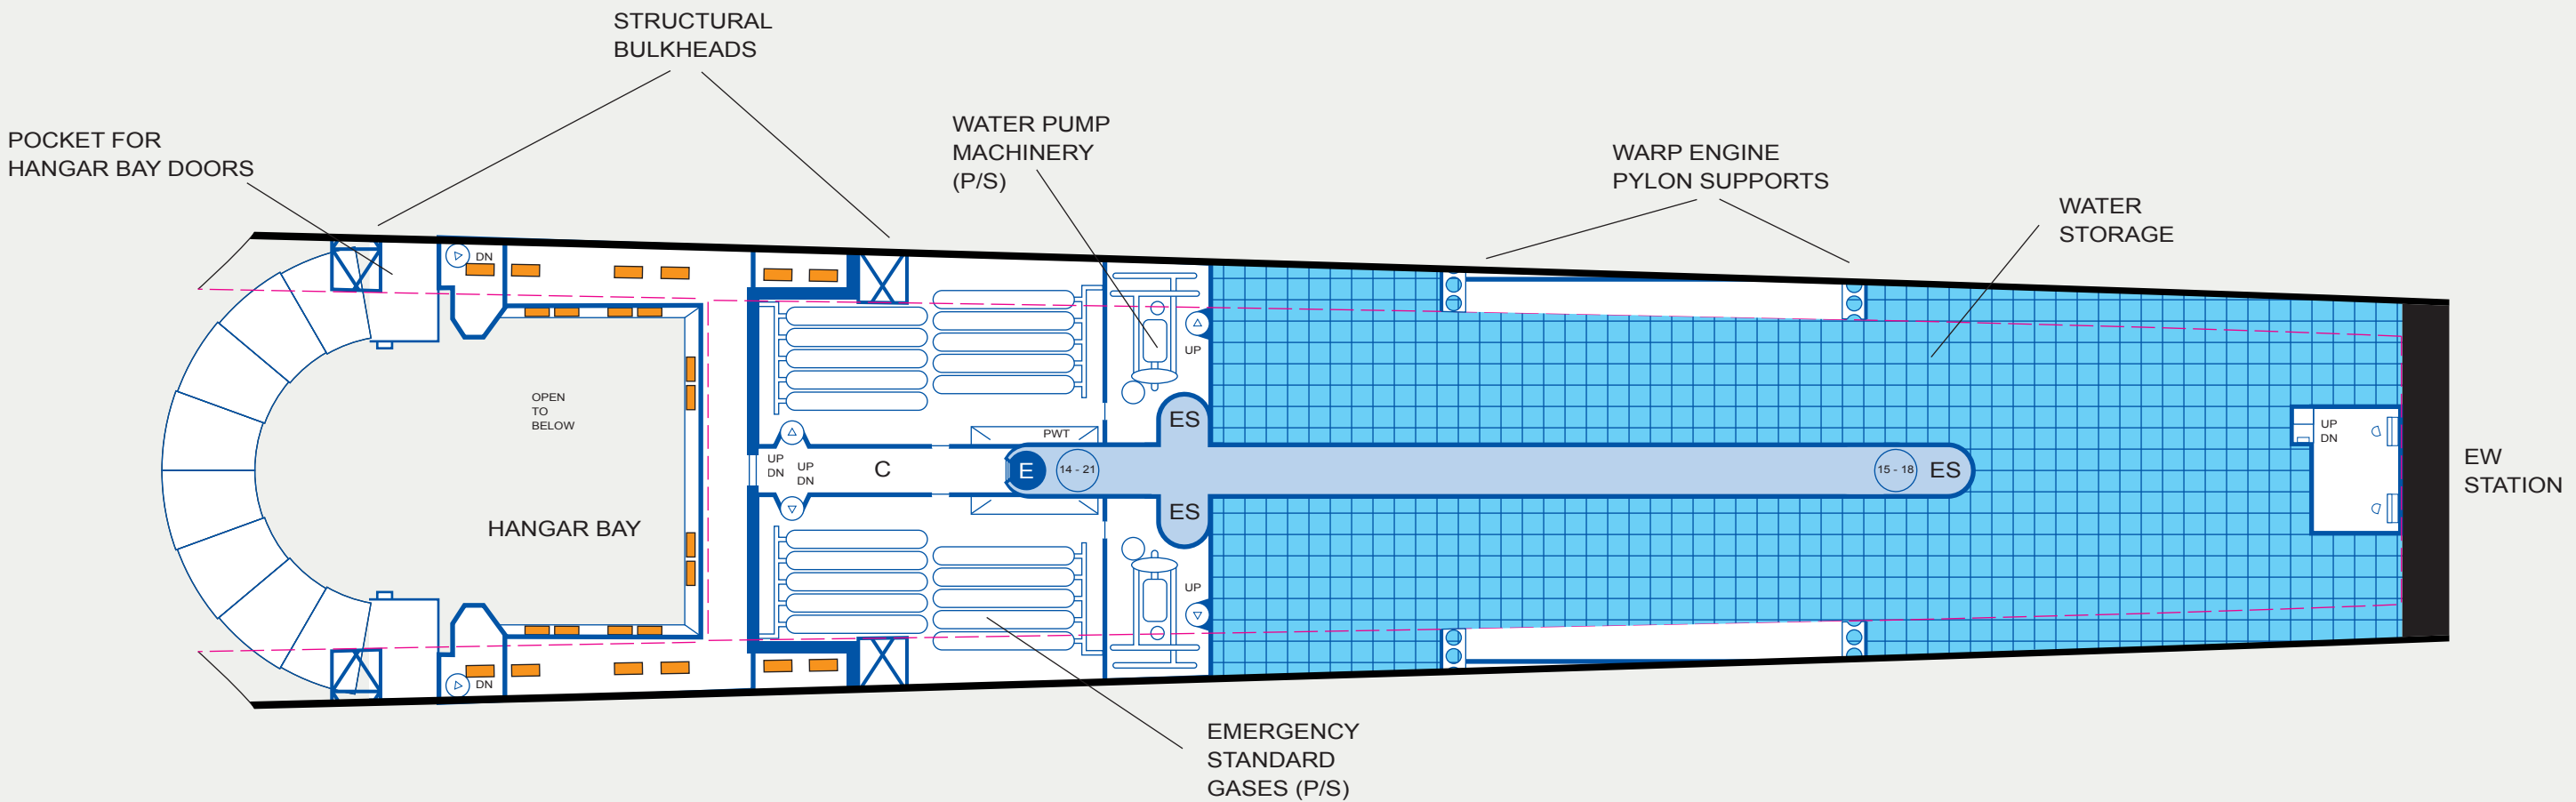 STRUCTURAL
BULKHEADS
POCKET FOR
HANGAR BAY DOORS
WATER PUMP
MACHINERY
(P/S)
WARP ENGINE
PYLON SUPPORTS
WATER
STORAGE
DN
OPEN
TO
BELOW
HANGAR BAY
DN
UP
DN
UP
DN
C
PWT
E
14 - 21
UP
ES
ES
UP
15 - 18
ES
UP
DN
EW
STATION
EMERGENCY
STANDARD
GASES (P/S)